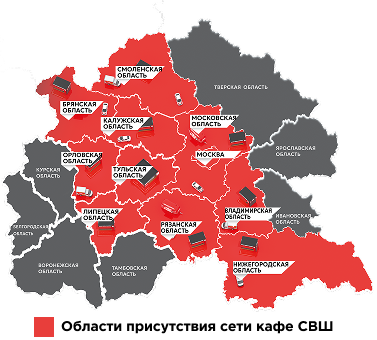 СМОЛЕНСКАЯ
ОБЛАСТЬ
ТВЕРСКАЯ ОБЛАСТЬ
БРЯНСКАЯ
ОБЛАСТЬ
КАЛУЖСКАЯ
ОБЛАСТЬ
МОСКОВСКАЯ
ОБЛАСТЬ
ЯРОСЛАВСКАЯ
ОБЛАСТЬ
ОРЛОВСКАЯ
ОБЛАСТЬ
МОСКВА
КУРСКАЯ
ОБЛАСТЬ
ТУЛЬСКАЯ
ОБЛАСТЬ
ЛИПЕЦКАЯ
ОБЛАСТЬ
ВЛАДИМИРСКАЯ
ОБЛАСТЬ
ИВАНОВСКАЯ
ОБЛАСТЬ
БЕЛГОРОДСКАЯ
ОБЛАСТЬ
РЯЗАНСКАЯ
ОБЛАСТЬ
ВОРОНЕЖСКАЯ
ОБЛАСТЬ
ТАМБОВСКАЯ
ОБЛАСТЬ
НИЖЕГОРОДСКАЯ
ОБЛАСТЬ
Области присутствия сети кафе СВШ